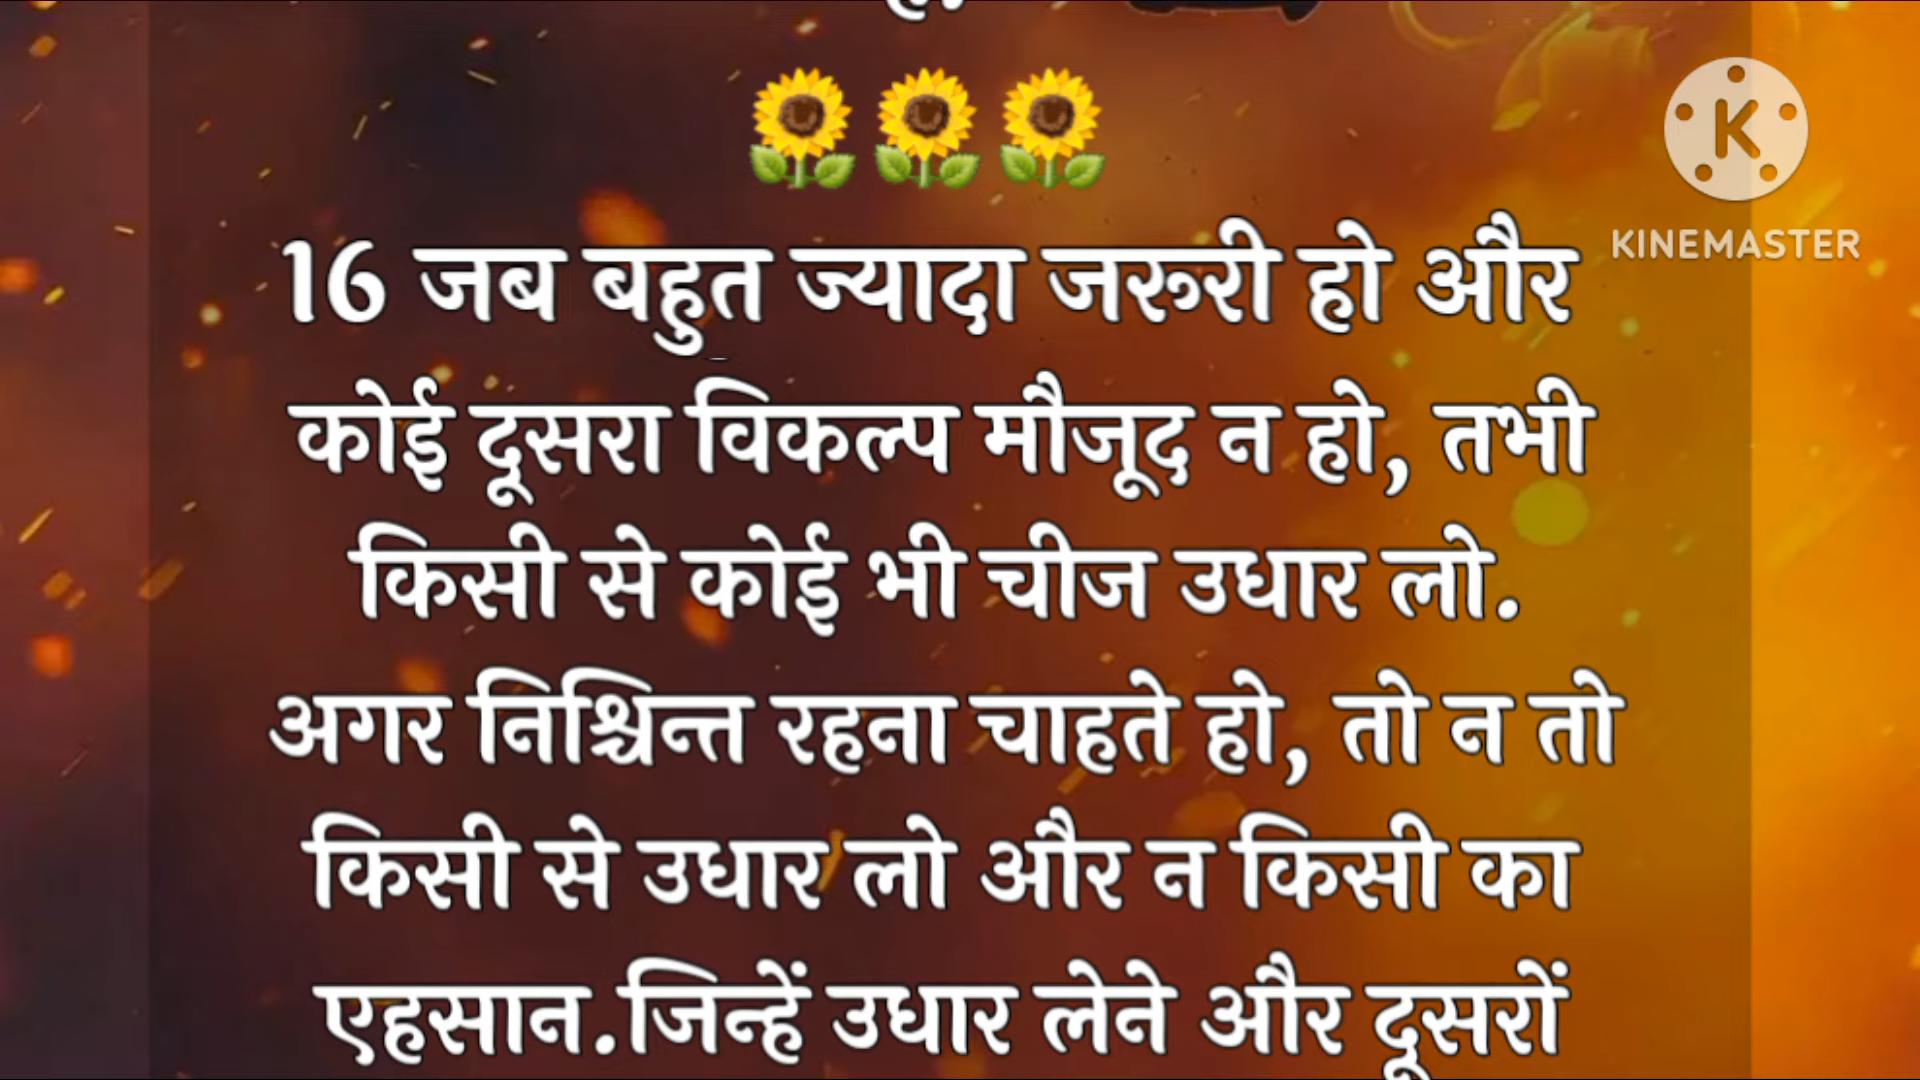 🌻🌻🌻
K
KINEMASTER
16 जब बहुत ज्यादा जरूरी हो और
कोई दूसरा विकल्प मौजूद न हो, तभी
किसी से कोई भी चीज उधार लो.
अगर निश्चिन्त रहना चाहते हो, तो न तो
किसी से उधार लो और न किसी का
एहसान.जिन्हें उधार लेने और दूसरों